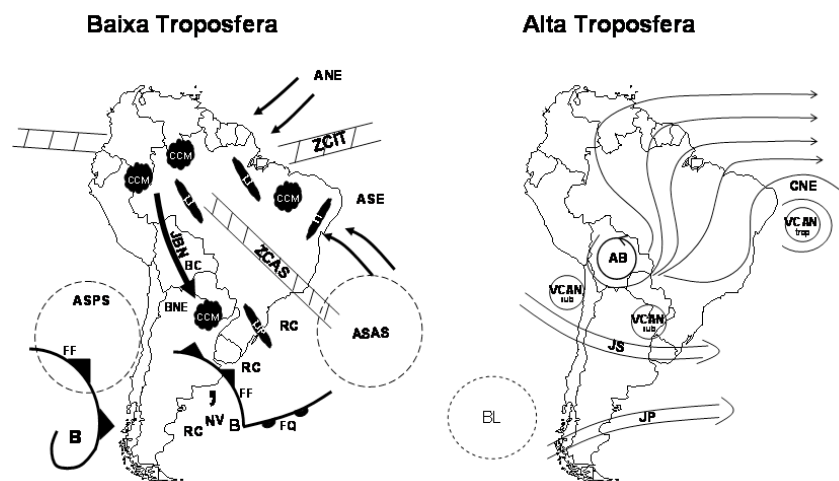 Baixa Troposfera
ANE
ZCIT
CCM
CCM
CCM
LI
LI
CCM
LI
ASE
JBN
BC
ZCAS
ASPS
BNE
CCM
LIP
RC
ASAS
FF
RC
FF
B
RC
NV
B
FQ
Alta Troposfera
CNE
VCAN
trop
AB
VCAN
sub
VCAN
sub
JS
BL
JP